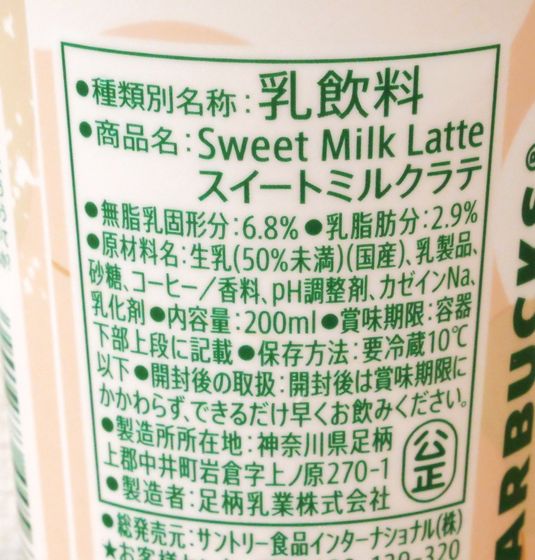 ●種類別名称:乳飲料
●商品名:Sweet Milk Latte
スイートミルクラテ
●無脂乳固形分:6.8%●乳脂肪分:2.9%
●原材料名:生乳(50%未満)(国産)、乳製品、
砂糖、コーヒー/香料、pH調整剤、カゼインNa、
乳化剤●内容量:200ml●賞味期限:容器
下部上段に記載●保存方法:要冷蔵10℃
以下●開封後の取扱:開封後は賞味期限に
かかわらず、できるだけ早くお飲みください。
●製造所所在地:神奈川県足柄
上郡中井町岩倉字上ノ原270-1
●製造者:足柄乳業株式会社
公正
●総発売元:サントリー食品インターナショナル(株)
★お客様
ARBUCKS®